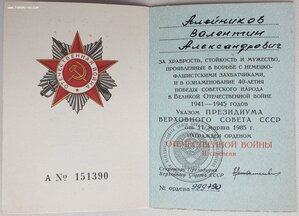 ОТЕЧЕСТВЕННАЯ ВОЙНА
А № 151390
Алейников
Валентин
Александрович
ЗА ХРАБРОСТЬ, СТОЙКОСТЬ И МУЖЕСТВО,
ПРОЯВЛЕННЫЕ В БОРЬБЕ С НЕМЕЦКО-
ФАШИСТСКИМИ ЗАХВАТЧИКАМИ,
И В ОЗНАМЕНОВАНИЕ 40-ЛЕТИЯ
ПОБЕДЫ СОВЕТСКОГО НАРОДА
В ВЕЛИКОЙ ОТЕЧЕСТВЕННОЙ ВОЙНЕ
1941—1945 ГОДОВ
УКАЗОМ ПРЕЗИДИУМА
ВЕРХОВНОГО СОВЕТА СССР
от 11 марта 1985 г.
НАГРАЖДЕН ОРДЕНОМ
ОТЕЧЕСТВЕННОЙ ВОЙНЫ
II СТЕПЕНИ
Секретарь Президиума
Верховного Совета СССР
№ ордена